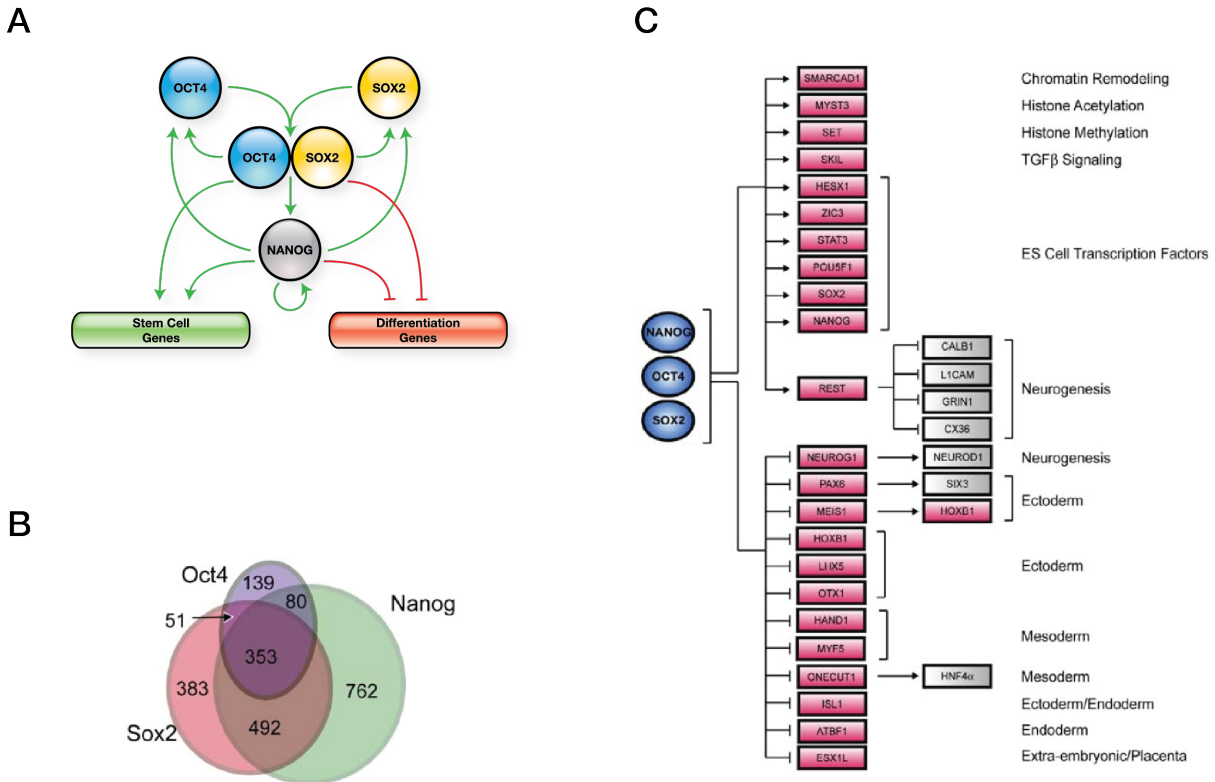 A
OCT4
SOX2
OCT4
SOX2
NANOG
Stem Cell
Genes
Differentiation
Genes
B
Oct4
139
80
Nanog
51
353
383
762
Sox2
492
C
NANOG
OCT4
SOX2
SMARCAD1
Chromatin Remodeling
MYST3
Histone Acetylation
SET
Histone Methylation
SKIL
TGFβ Signaling
HESX1
ZIC3
STAT3
POU5F1
SOX2
NANOG
ES Cell Transcription Factors
REST
CALB1
L1CAM
GRIN1
CX36
Neurogenesis
NEUROG1
NEUROD1
Neurogenesis
PAX6
SIX3
MEIS1
HOXB1
Ectoderm
HOXB1
LHX5
OTX1
Ectoderm
HAND1
MYF5
Mesoderm
ONECUT1
HNF4α
Mesoderm
ISL1
Ectoderm/Endoderm
ATBF1
Endoderm
ESX1L
Extra-embryonic/Placenta